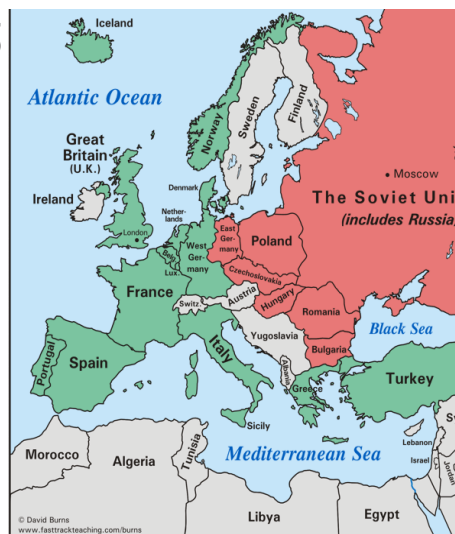 Iceland
Atlantic Ocean
Great
Britain
(U.K.)
Ireland
London
Norway
Sweden
Finland
Moscow
The Soviet Uni
(includes Russia,
Denmark
Nether-
lands
Belg.
Lux.
West
Ger-
many
East
Ger-
many
Poland
Czechoslovakia
France
Switz.
Austria
Hungary
Romania
Yugoslavia
Black Sea
Bulgaria
Portugal
Spain
Italy
Albania
Greece
Turkey
Sicily
Mediterranean Sea
Morocco
Algeria
Tunisia
Libya
Egypt
Lebanon
Israel
Jordan
Sy
© David Burns
www.fasttrackteaching.com/burns